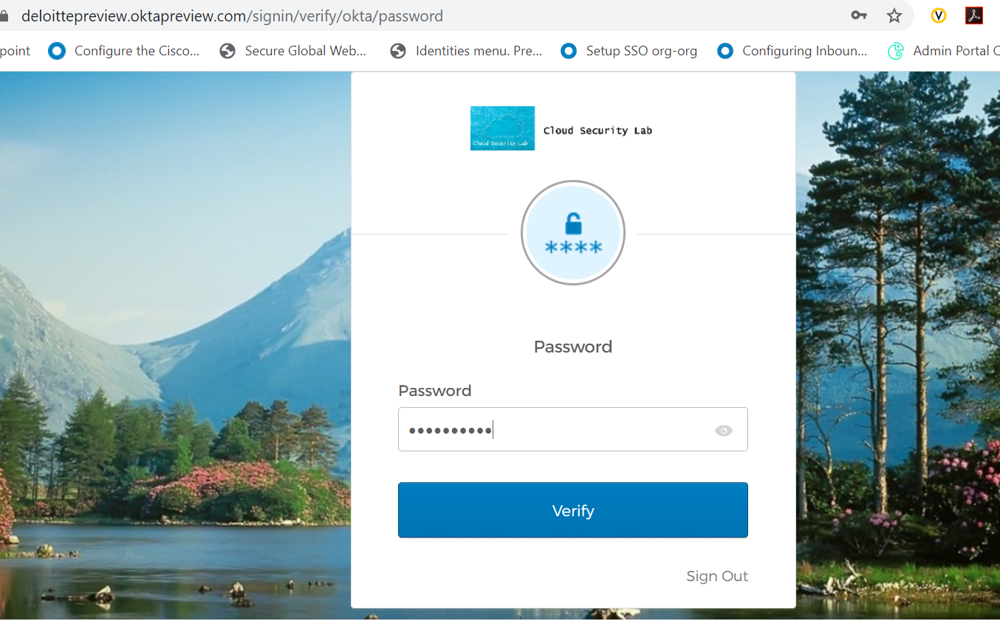 deloittepreview.oktapreview.com/signin/verify/okta/password
point Configure the Cisco... Secure Global Web... Identities menu. Pre... Setup SSO org-org Configuring Inboun... Admin Portal
Cloud Security Lab
Cloud Security Lab
****
Password
Password
••••••••••
Verify
Sign Out